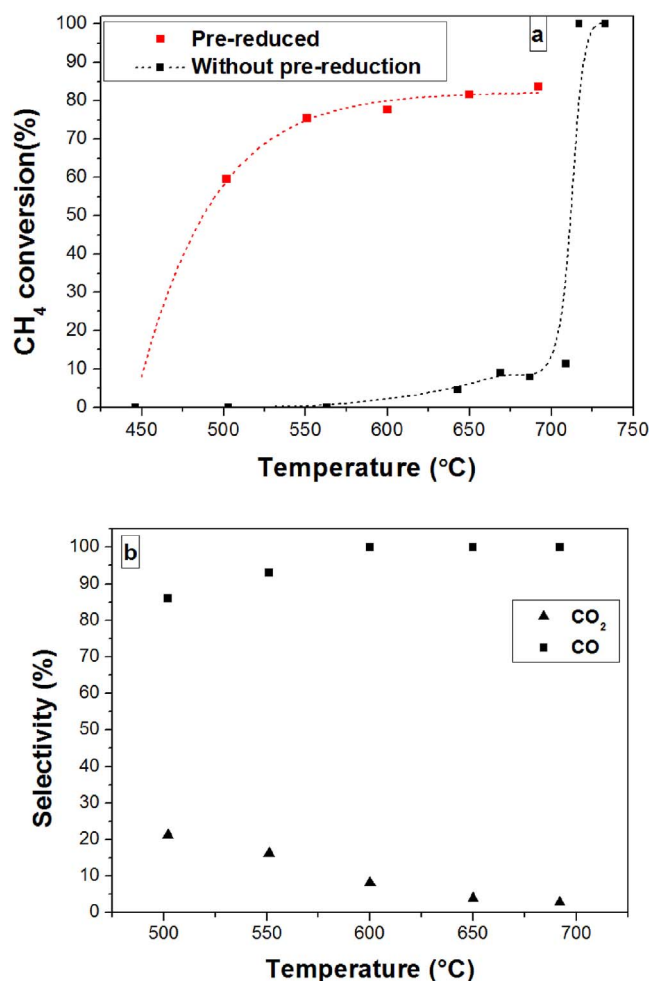 100
90
80
70
60
50
40
30
20
10
0
CH₄ conversion(%)
Pre-reduced
Without pre-reduction
a
450 500 550 600 650 700 750
Temperature (°C)
b
100
90
80
70
60
50
40
30
20
10
0
Selectivity (%)
CO₂
CO
500 550 600 650 700
Temperature (°C)